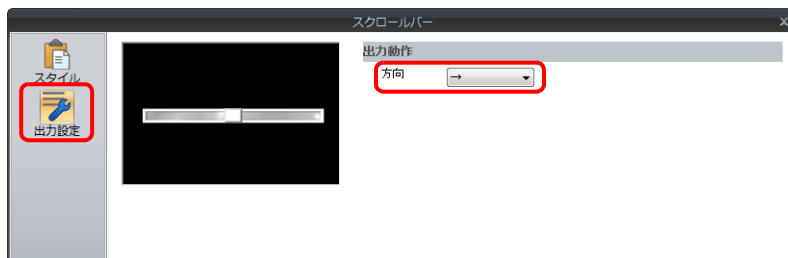 スクロールバー
x
スタイル
出力設定
出力動作
方向 →